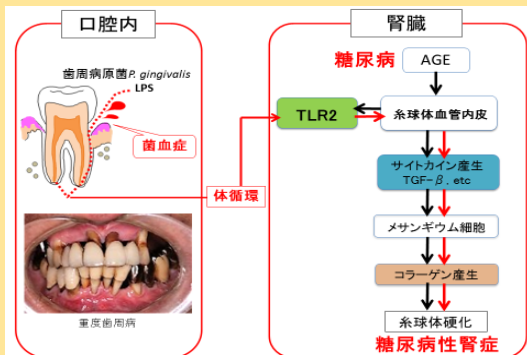 口腔内
歯周病原菌P. gingivalis
LPS
菌血症
重度歯周病
体循環
腎臓
糖尿病
AGE
TLR2
糸球体血管内皮
サイトカイン産生
TGF-β, etc
メサンギウム細胞
コラーゲン産生
糸球体硬化
糖尿病性腎症